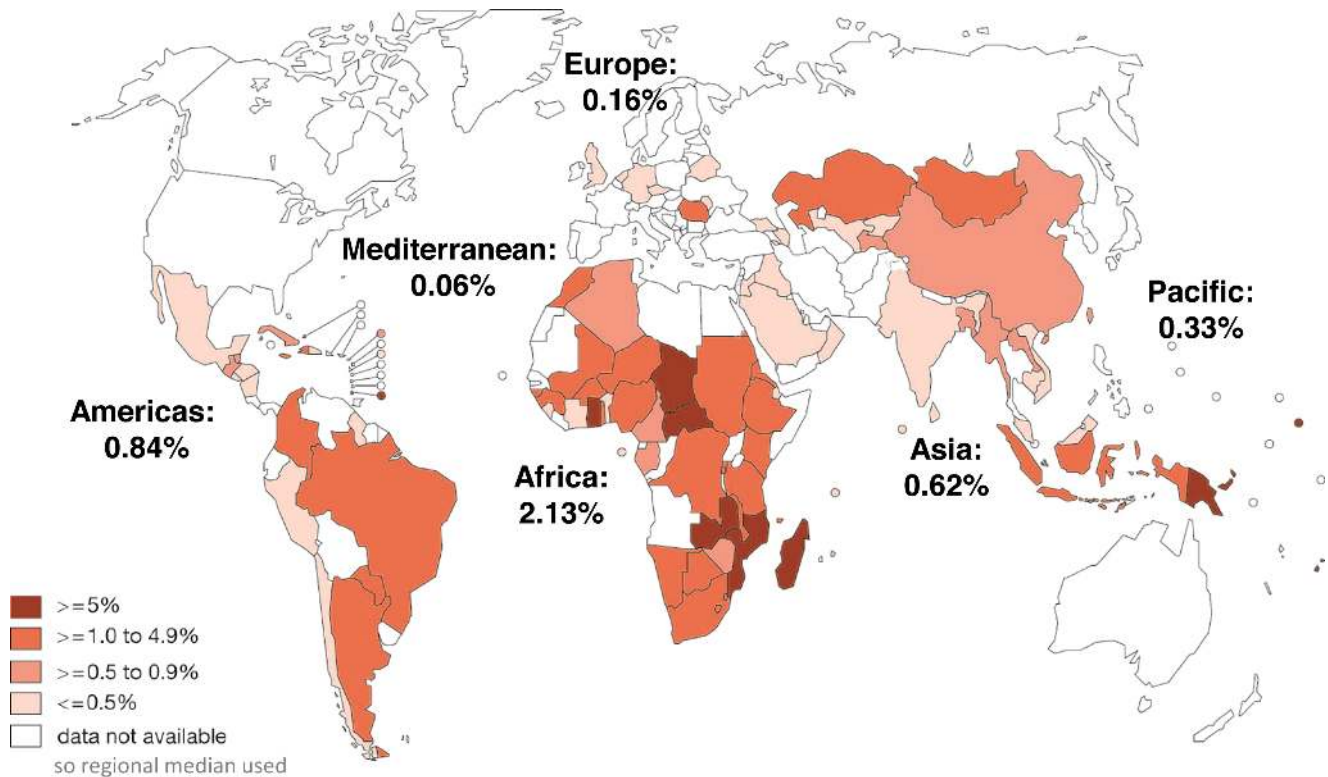 Europe:
0.16%
Mediterranean:
0.06%
Pacific:
0.33%
Americas:
0.84%
Africa:
2.13%
Asia:
0.62%
>=5%
>=1.0 to 4.9%
>=0.5 to 0.9%
<=0.5%
data not available
so regional median used